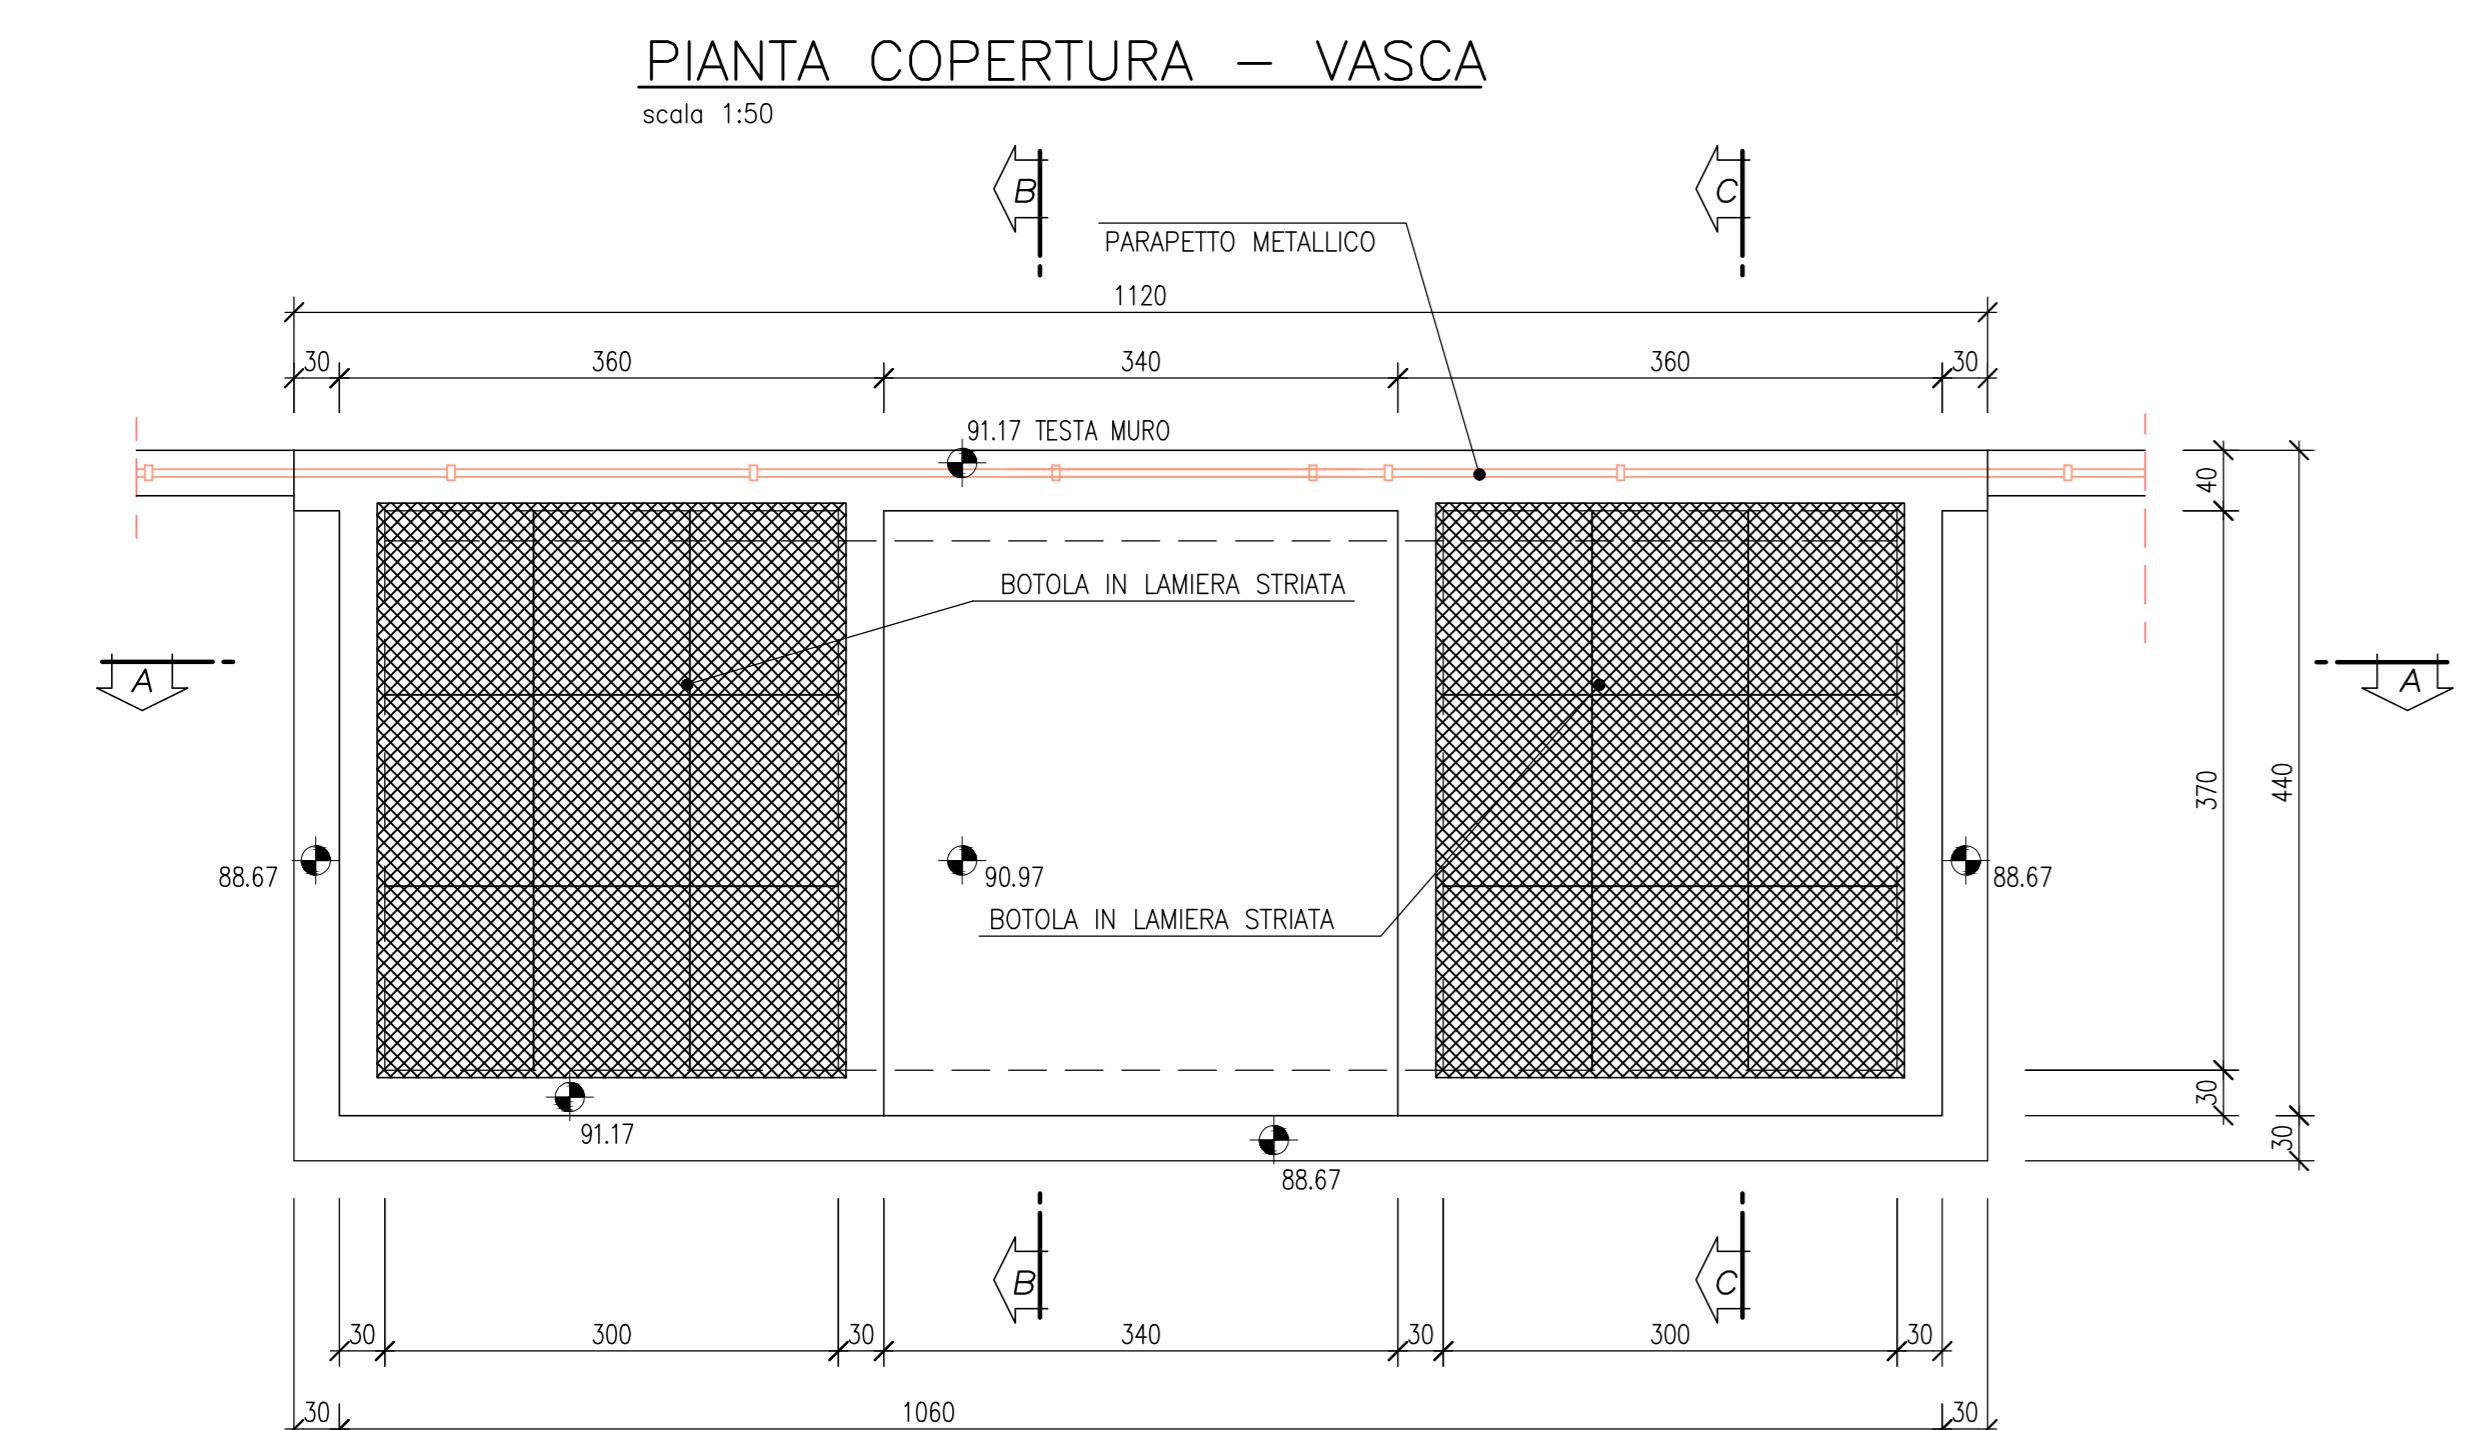 PIANTA COPERTURA – VASCA
scala 1:50
B
C
PARAPETTO METALLICO
1120
30
360
340
360
30
91.17 TESTA MURO
40
BOTOLA IN LAMIERA STRIATA
A
A
370
440
88.67
90.97
88.67
BOTOLA IN LAMIERA STRIATA
30
91.17
30
88.67
B
C
30
300
30
340
30
300
30
30
1060
30